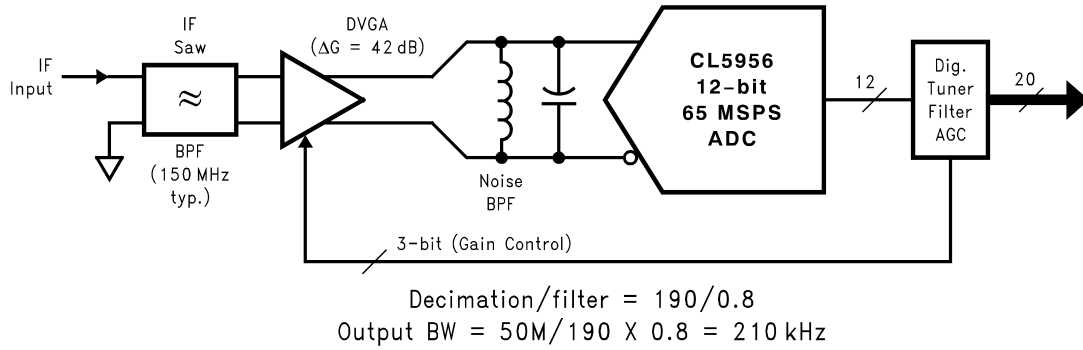 IF
Saw
IF
Input
≈
BPF
(150 MHz
typ.)
DVGA
(ΔG = 42 dB)
Noise
BPF
CL5956
12-bit
65 MSPS
ADC
12
Dig.
Tuner
Filter
AGC
20
3-bit (Gain Control)
Decimation/filter = 190/0.8
Output BW = 50M/190 X 0.8 = 210 kHz